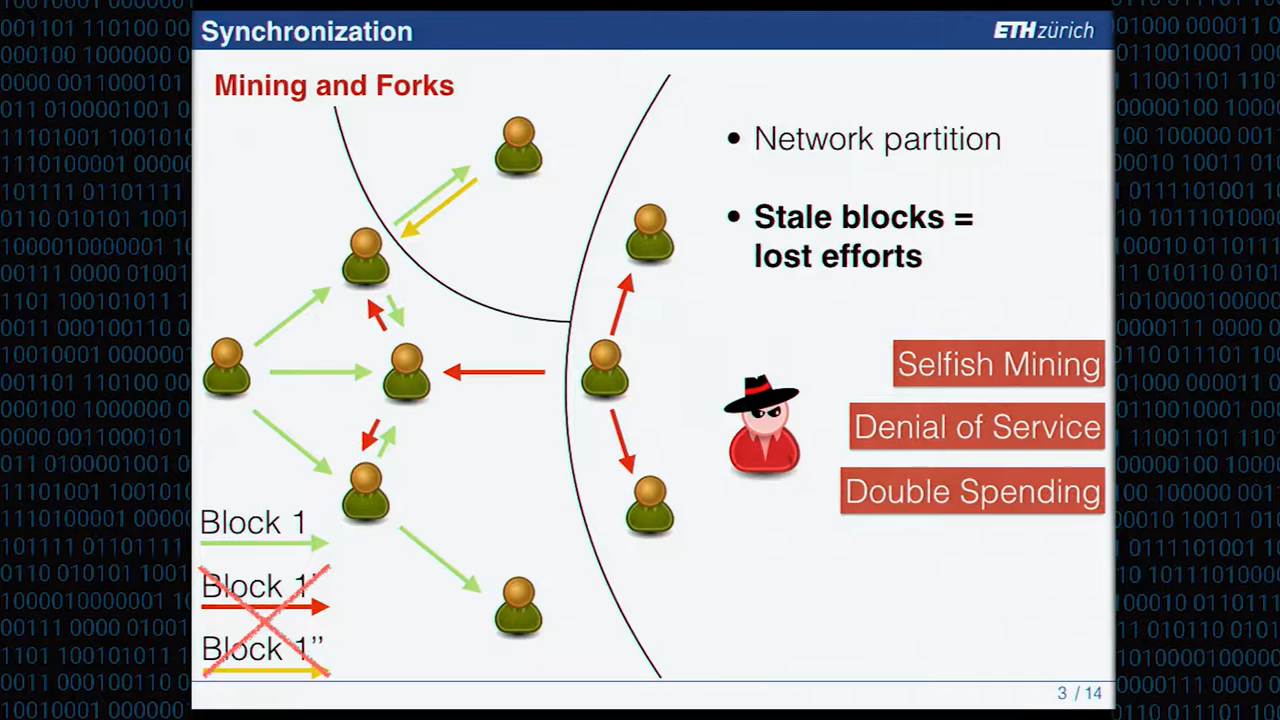 Synchronization
ETH zürich
Mining and Forks
• Network partition
• Stale blocks =
lost efforts
Selfish Mining
Denial of Service
Double Spending
Block 1
Block 1’
Block 1’’
3 / 14